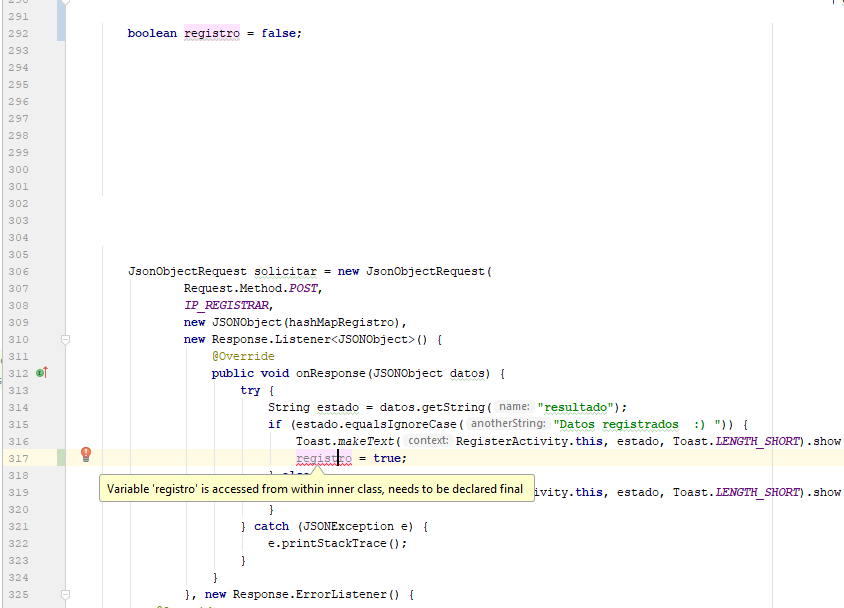 290
291
292 boolean registro = false;
293
294
295
296
297
298
299
300
301
302
303
304
305
306 JsonObjectRequest solicitar = new JsonObjectRequest(
307 Request.Method.POST,
308 IP_REGISTRAR,
309 new JSONObject(hashMapRegistro),
310 new Response.Listener<JSONObject>() {
311 @Override
312 public void onResponse(JSONObject datos) {
313 try {
314 String estado = datos.getString( name: "resultado");
315 if (estado.equalsIgnoreCase( anotherString: "Datos registrados  :) ")) {
316 Toast.makeText( context: RegisterActivity.this, estado, Toast.LENGTH_SHORT).show
317 registro = true;
318 } else
Variable 'registro' is accessed from within inner class, needs to be declared final
319 ivity.this, estado, Toast.LENGTH_SHORT).show
320 }
321 } catch (JSONException e) {
322 e.printStackTrace();
323 }
324 }
325 }, new Response.ErrorListener() {